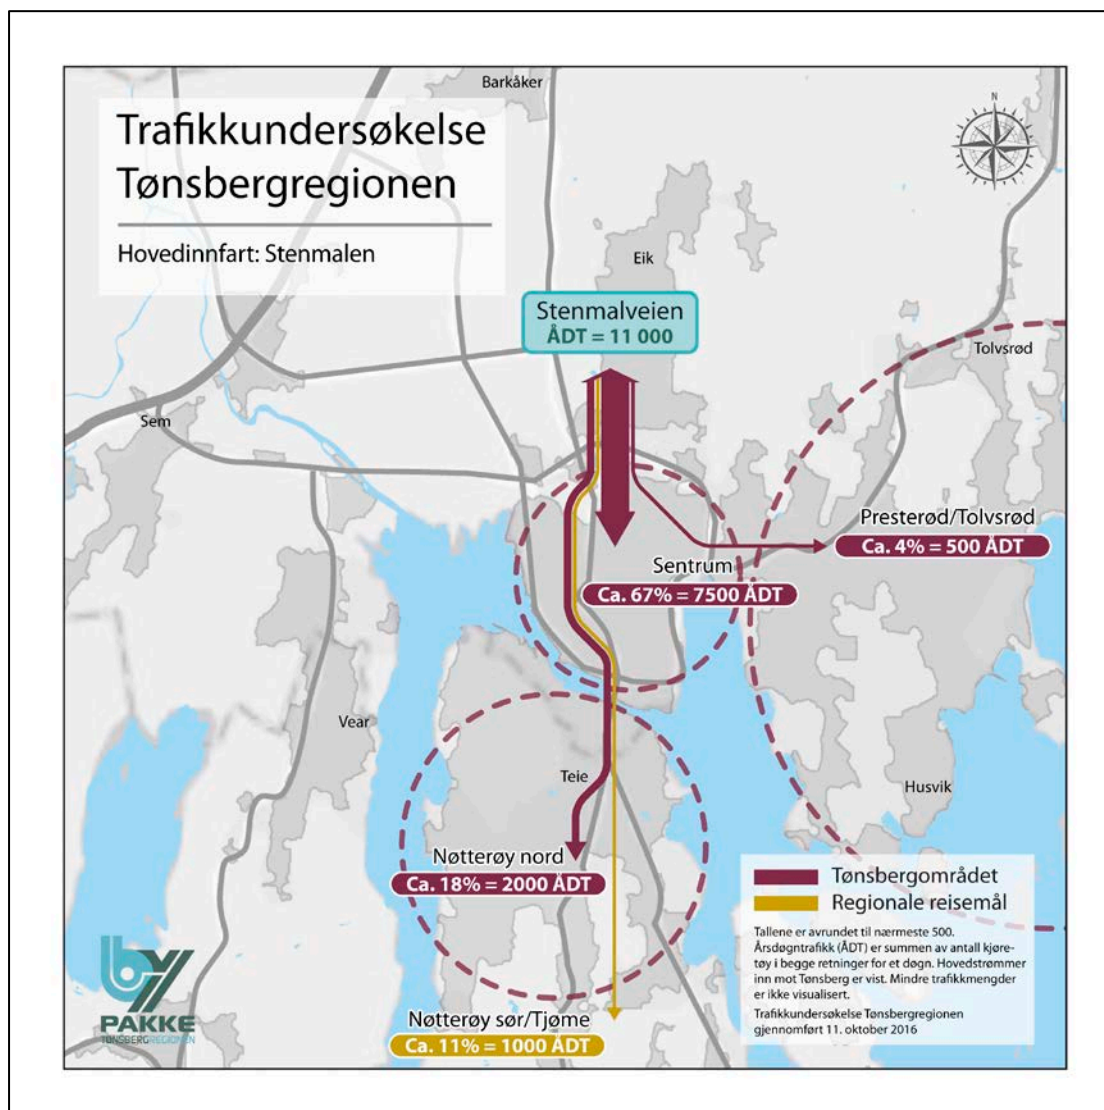 Barkåker
Trafikkundersøkelse
Tønsbergregionen
Hovedinnfart: Stenmalen
N
Eik
Stenmalveien
ÅDT = 11 000
Tolvsrød
Sem
Presterød/Tolvsrød
Ca. 4% = 500 ÅDT
Sentrum
Ca. 67% = 7500 ÅDT
Vear
Teie
Husvik
Nøtterøy nord
Ca. 18% = 2000 ÅDT
Tønsbergområdet
Regionale reisemål
Tallene er avrundet til nærmeste 500.
Årsdøgntrafikk (ÅDT) er summen av antall kjøre-
tøy i begge retninger for et døgn. Hovedstrømmer
inn mot Tønsberg er vist. Mindre trafikkmengder
er ikke visualisert.
Trafikkundersøkelse Tønsbergregionen
gjennomført 11. oktober 2016
by
PAKKE
TØNSBERGREGIONEN
Nøtterøy sør/Tjøme
Ca. 11% = 1000 ÅDT